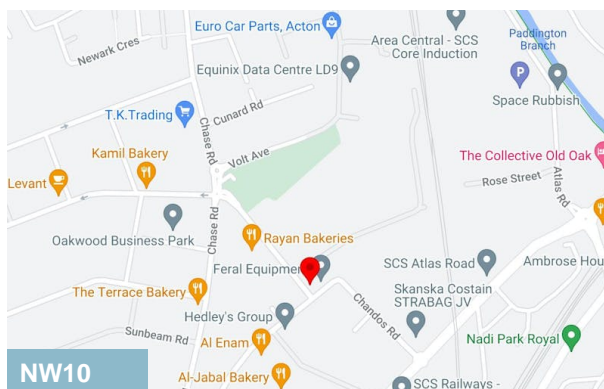 Euro Car Parts, Acton
Area Central - SCS
Core Induction
Paddington
Branch
Newark Cres
Equinix Data Centre LD9
P
Space Rubbish
T.K.Trading
Cunard Rd
Chase Rd
Volt Ave
Kamil Bakery
The Collective Old Oak
Levant
Rose Street
Atlas Rd
Chase Rd
Oakwood Business Park
Rayan Bakeries
Feral Equipmen
SCS Atlas Road
Ambrose Hou
The Terrace Bakery
Skanska Costain
STRABAG JV
Hedley's Group
Chandos Rd
Sunbeam Rd
Al Enam
Nadi Park Royal
NW10
Al-Jabal Bakery
SCS Railways -